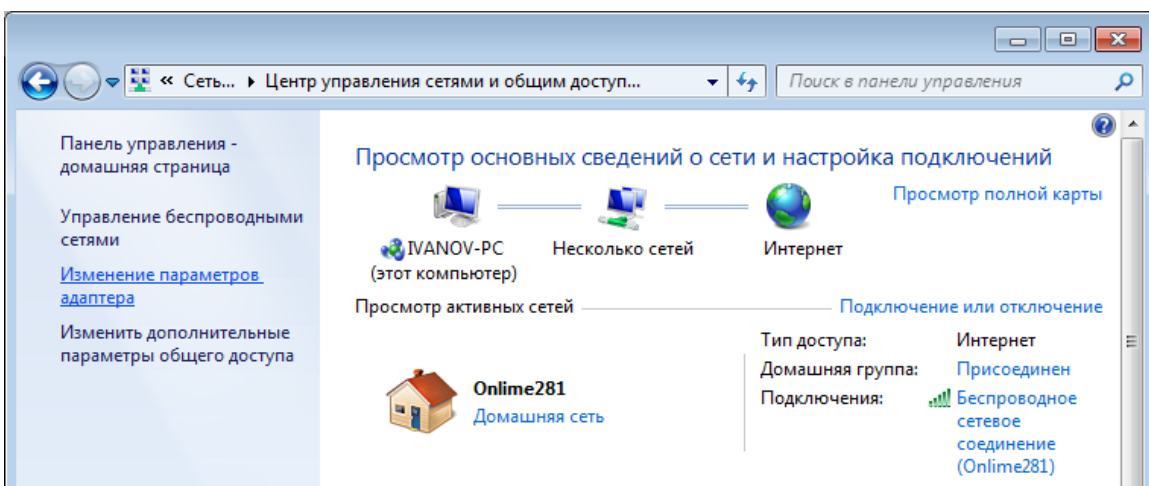 « Сеть... Центр управления сетями и общим доступ...
Поиск в панели управления
Панель управления -
домашняя страница
Управление беспроводными
сетями
Изменение параметров
адаптера
Изменить дополнительные
параметры общего доступа
Просмотр основных сведений о сети и настройка подключений
Просмотр полной карты
IVANOV-PC
(этот компьютер)
Несколько сетей
Интернет
Просмотр активных сетей
Подключение или отключение
Onlime281
Домашняя сеть
Тип доступа: Интернет
Домашняя группа: Присоединен
Подключения: Беспроводное
сетевое
соединение
(Onlime281)